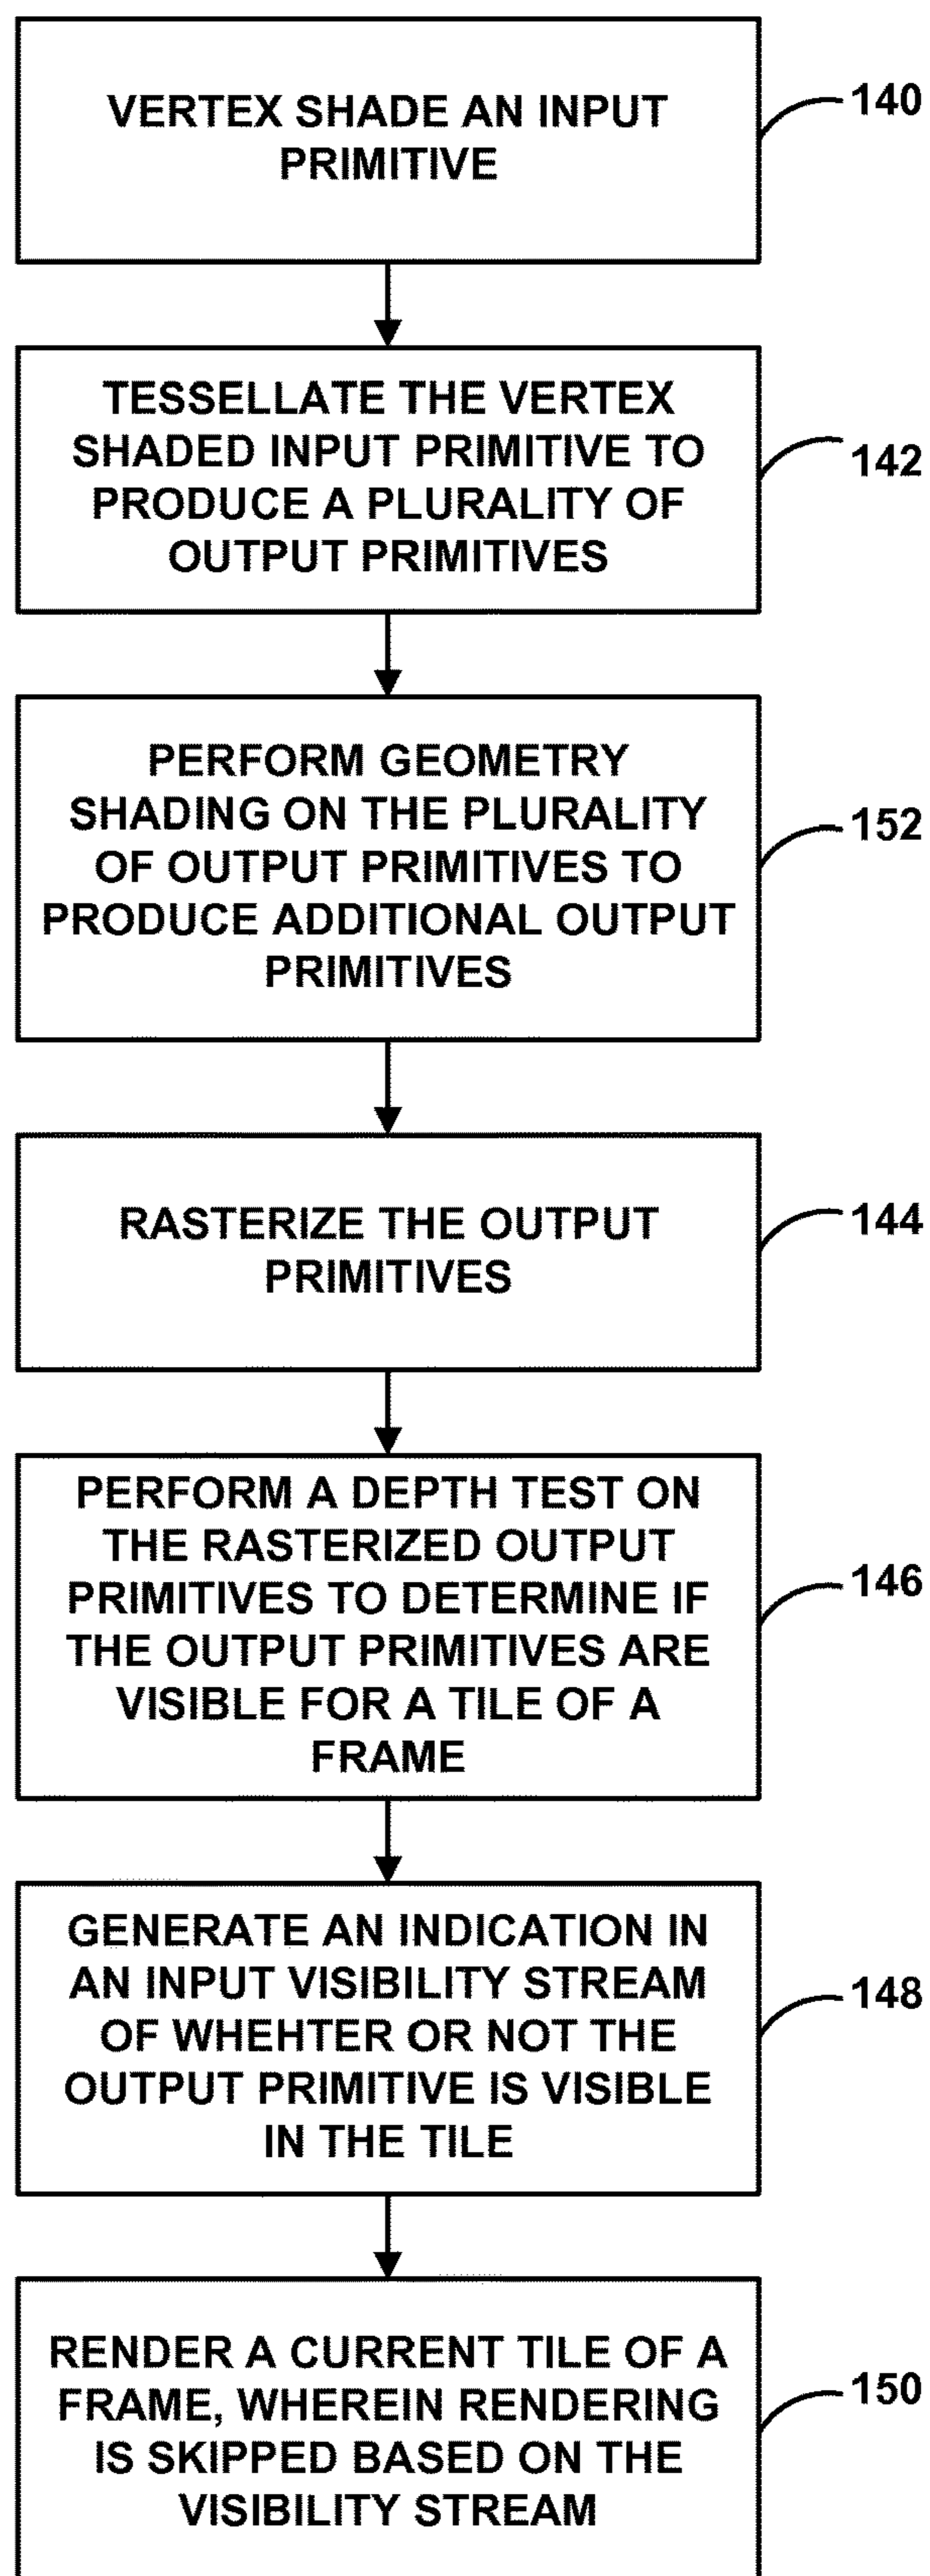 VERTEX SHADE AN INPUT
PRIMITIVE
140
TESSELLATE THE VERTEX
SHADED INPUT PRIMITIVE TO
PRODUCE A PLURALITY OF
OUTPUT PRIMITIVES
142
PERFORM GEOMETRY
SHADING ON THE PLURALITY
OF OUTPUT PRIMITIVES TO
PRODUCE ADDITIONAL OUTPUT
PRIMITIVES
152
RASTERIZE THE OUTPUT
PRIMITIVES
144
PERFORM A DEPTH TEST ON
THE RASTERIZED OUTPUT
PRIMITIVES TO DETERMINE IF
THE OUTPUT PRIMITIVES ARE
VISIBLE FOR A TILE OF A
FRAME
146
GENERATE AN INDICATION IN
AN INPUT VISIBILITY STREAM
OF WHEHTER OR NOT THE
OUTPUT PRIMITIVE IS VISIBLE
IN THE TILE
148
RENDER A CURRENT TILE OF A
FRAME, WHEREIN RENDERING
IS SKIPPED BASED ON THE
VISIBILITY STREAM
150